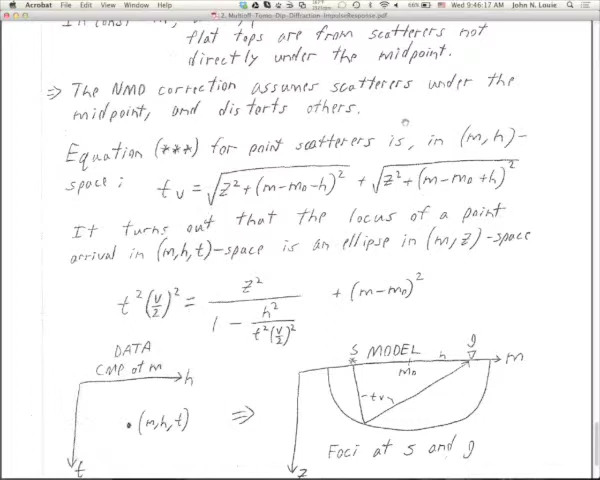 Acrobat File Edit View Window Help
66% Wed 9:46:17 AM John N. Louie
flat tops are from scatterers not
directly under the midpoint.
⇒ The NMO correction assumes scatterers under the
midpoint, and distorts others.
Equation (***) for point scatterers is, in (m,h)-
space: tv = √(z² + (m-m₀-h)²) + √(z² + (m-m₀+h)²)
It turns out that the locus of a point
arrival in (m,h,t)-space is an ellipse in (m,z)-space
t²(v/2)² = z² / (1 - h²/(t²(v/2)²)) + (m-m₀)²
DATA
CMP at m
h
• (m,h,t)
t
⇒
S MODEL h g
m
m₀
tv
Foci at s and g
z